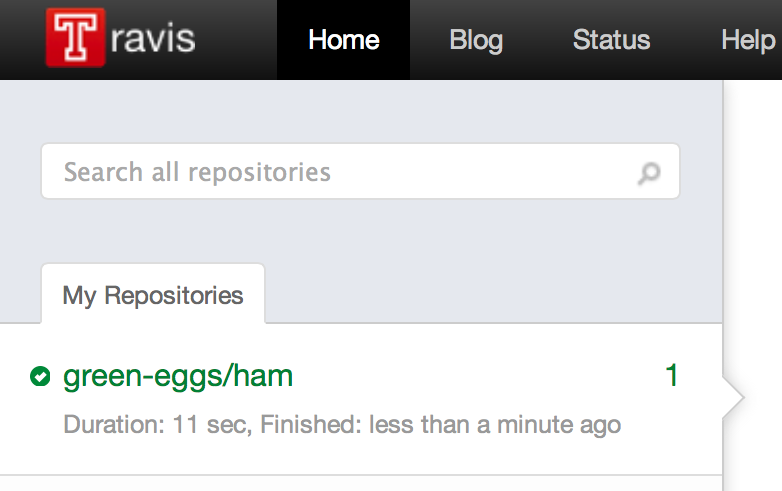 Travis Home Blog Status Help
Search all repositories
My Repositories
green-eggs/ham 1
Duration: 11 sec, Finished: less than a minute ago